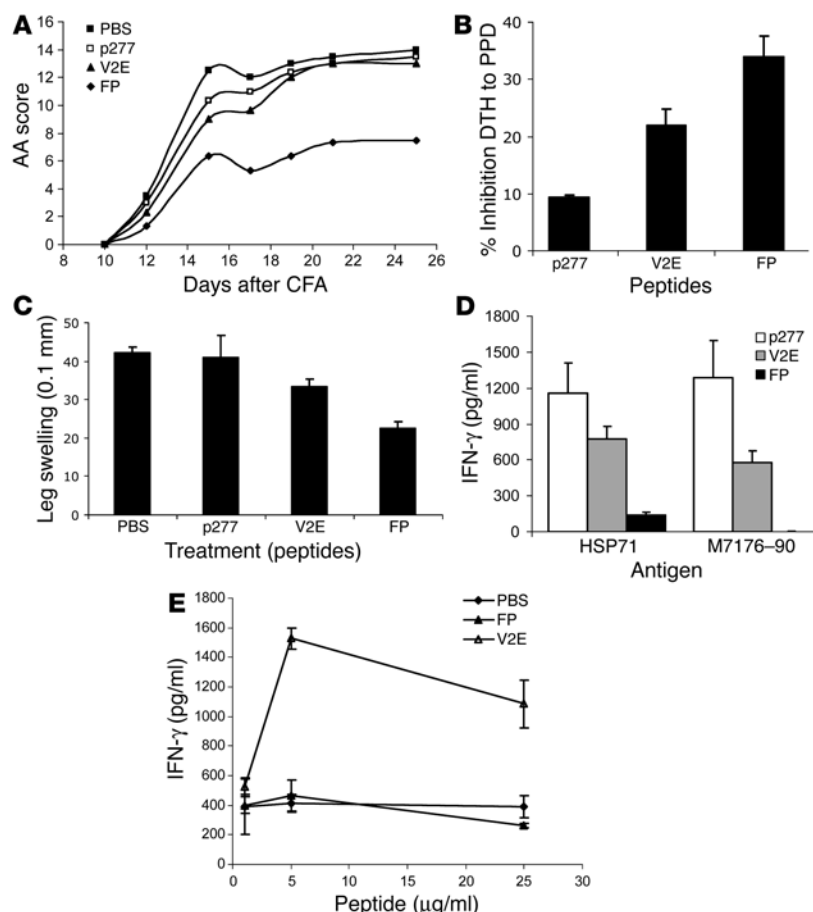 A
AA score
16
14
12
10
8
6
4
2
0
PBS
p277
V2E
FP
8 10 12 14 16 18 20 22 24 26
Days after CFA
B
% Inhibition DTH to PPD
40
30
20
10
0
p277 V2E FP
Peptides
C
Leg swelling (0.1 mm)
50
40
30
20
10
0
PBS p277 V2E FP
Treatment (peptides)
D
IFN-γ (pg/ml)
1500
1200
900
600
300
0
p277
V2E
FP
HSP71 M7176–90
Antigen
E
IFN-γ (pg/ml)
1800
1600
1400
1200
1000
800
600
400
200
0
PBS
FP
V2E
0 5 10 15 20 25 30
Peptide (μg/ml)